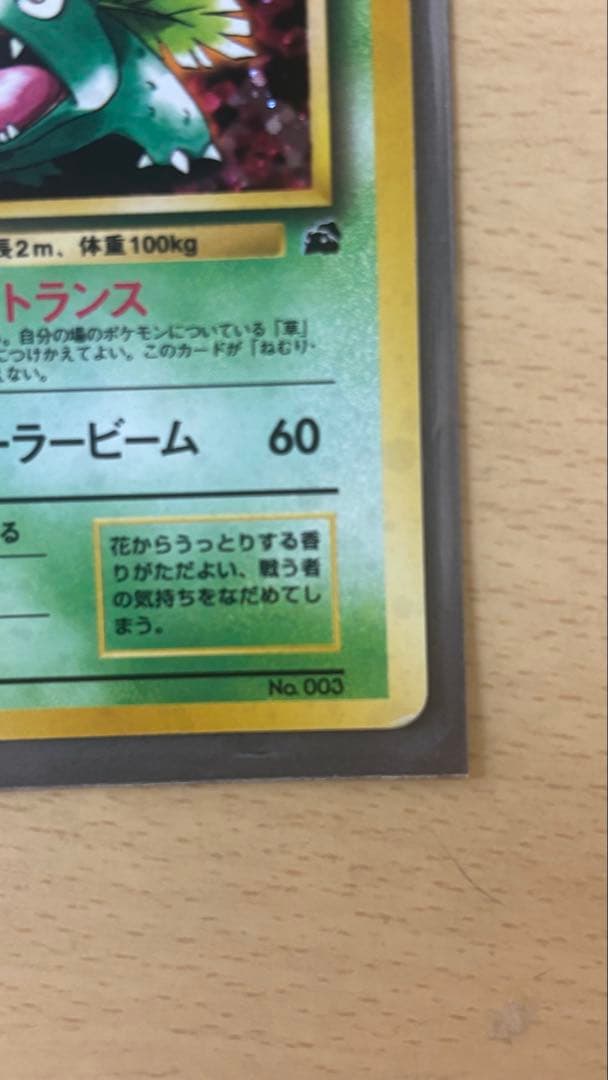 長2m、体重100kg
トランス
。自分の場のポケモンについている「草」
につけかえてよい。このカードが「ねむり・
えない。
ーラービーム 60
る
花からうっとりする香
りがただよい、戦う者
の気持ちをなだめてし
まう。
No. 003